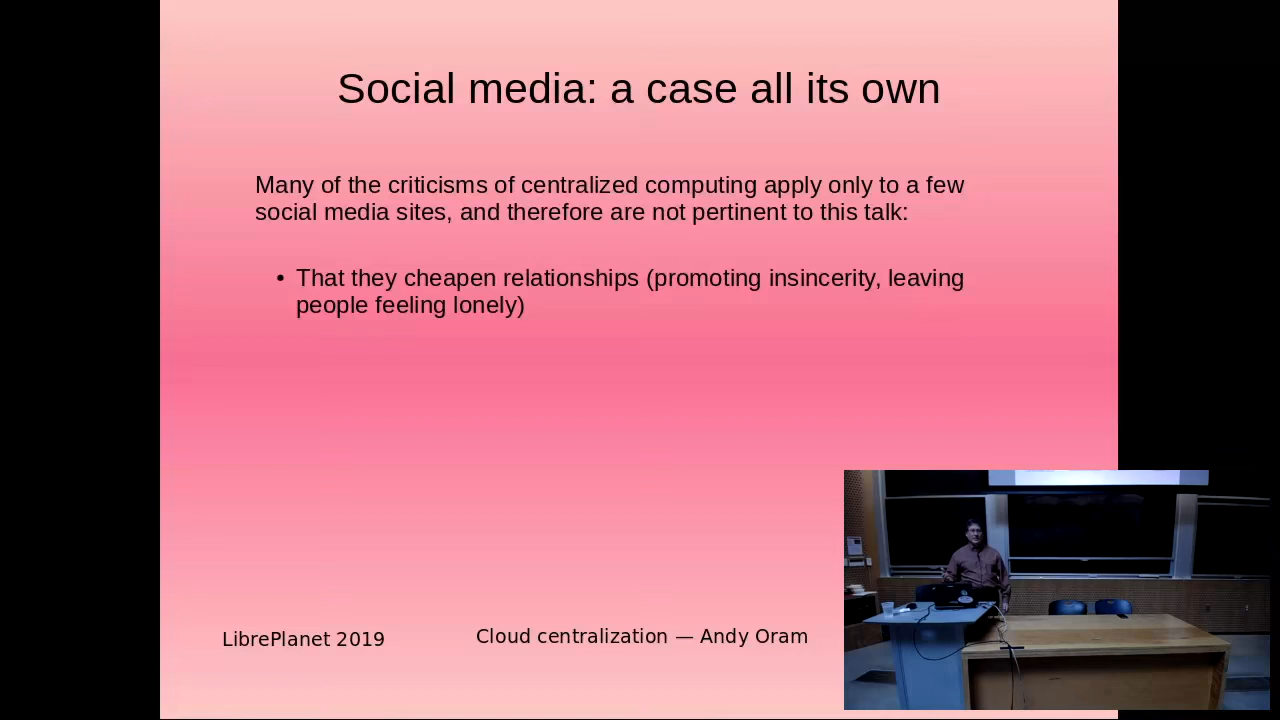 Social media: a case all its own
Many of the criticisms of centralized computing apply only to a few
social media sites, and therefore are not pertinent to this talk:
• That they cheapen relationships (promoting insincerity, leaving
people feeling lonely)
LibrePlanet 2019
Cloud centralization — Andy Oram